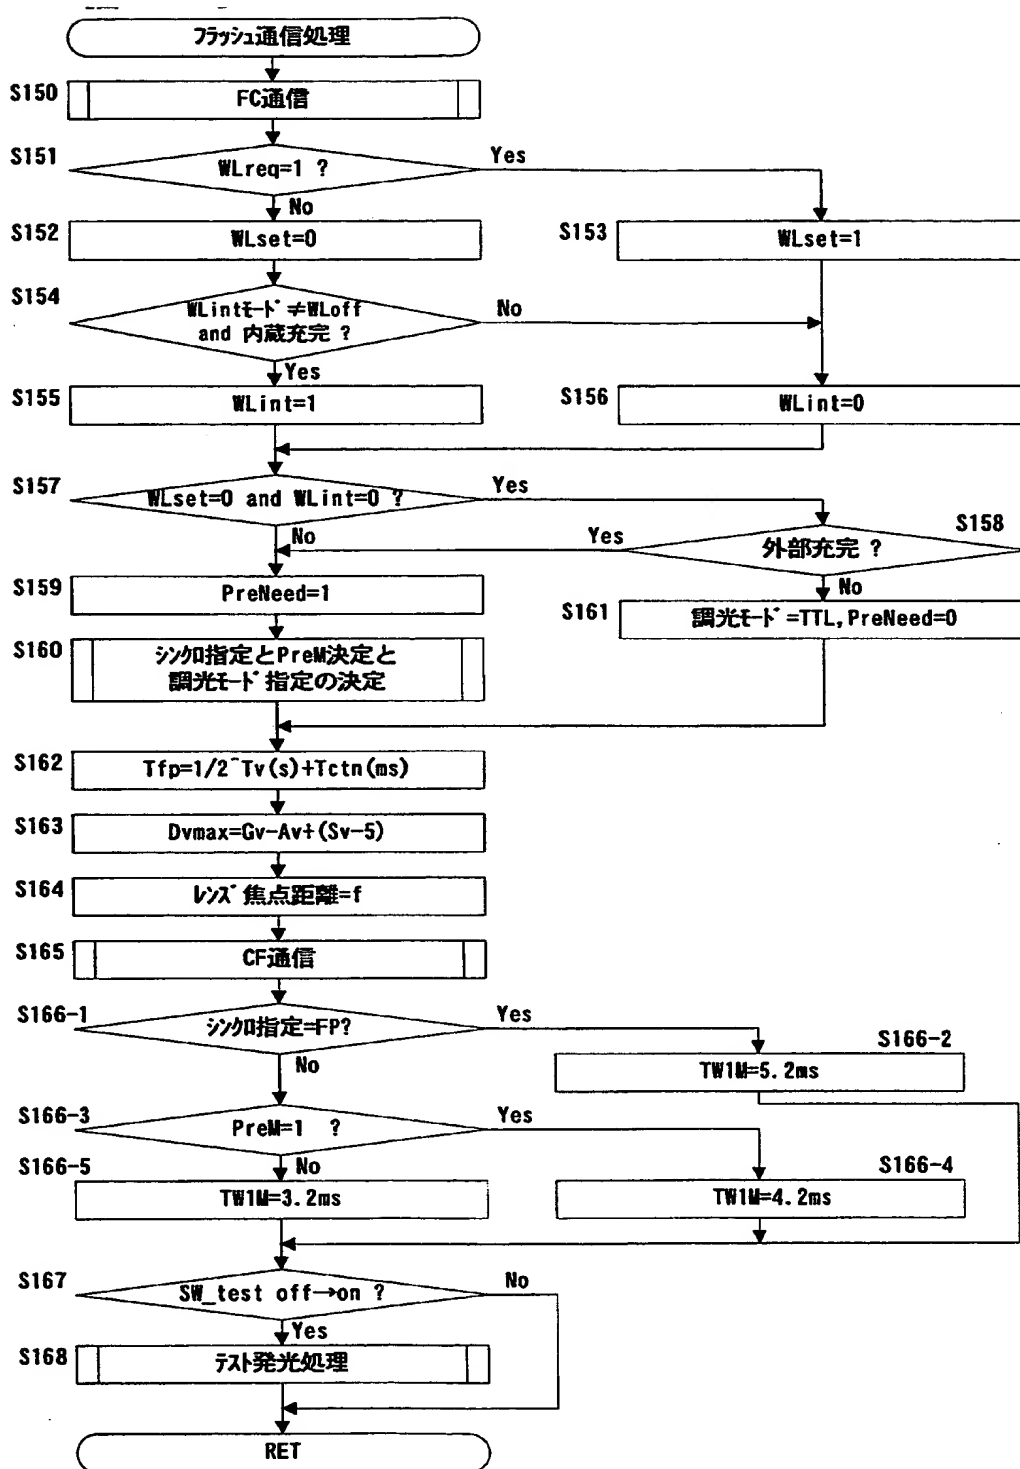 フラッシュ通信処理
S150
FC通信
S151
WLreq=1 ?
Yes
No
S152
WLset=0
S153
WLset=1
S154
WLintモード≠WLoff
and 内蔵充完 ?
No
Yes
S155
WLint=1
S156
WLint=0
S157
WLset=0 and WLint=0 ?
Yes
No
S158
外部充完 ?
Yes
No
S159
PreNeed=1
S161
調光モード=TTL,PreNeed=0
S160
シンクロ指定とPreM決定と
調光モード指定の決定
S162
Tfp=1/2^Tv(s)+Tctn(ms)
S163
Dvmax=Gv-Av+(Sv-5)
S164
レンズ焦点距離=f
S165
CF通信
S166-1
シンクロ指定=FP?
Yes
No
S166-2
TW1M=5.2ms
S166-3
PreM=1 ?
Yes
No
S166-5
TW1M=3.2ms
S166-4
TW1M=4.2ms
S167
SW_test off→on ?
No
Yes
S168
テスト発光処理
RET